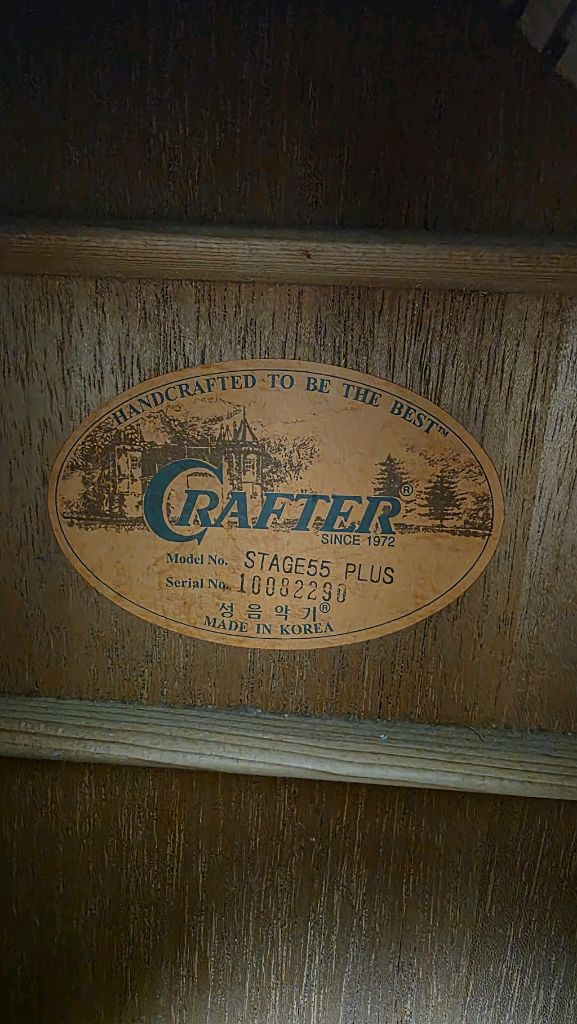 HANDCRAFTED TO BE THE BEST™
CRAFTER®
SINCE 1972
Model No. STAGE55 PLUS
Serial No. 10082290
성음악기®
MADE IN KOREA